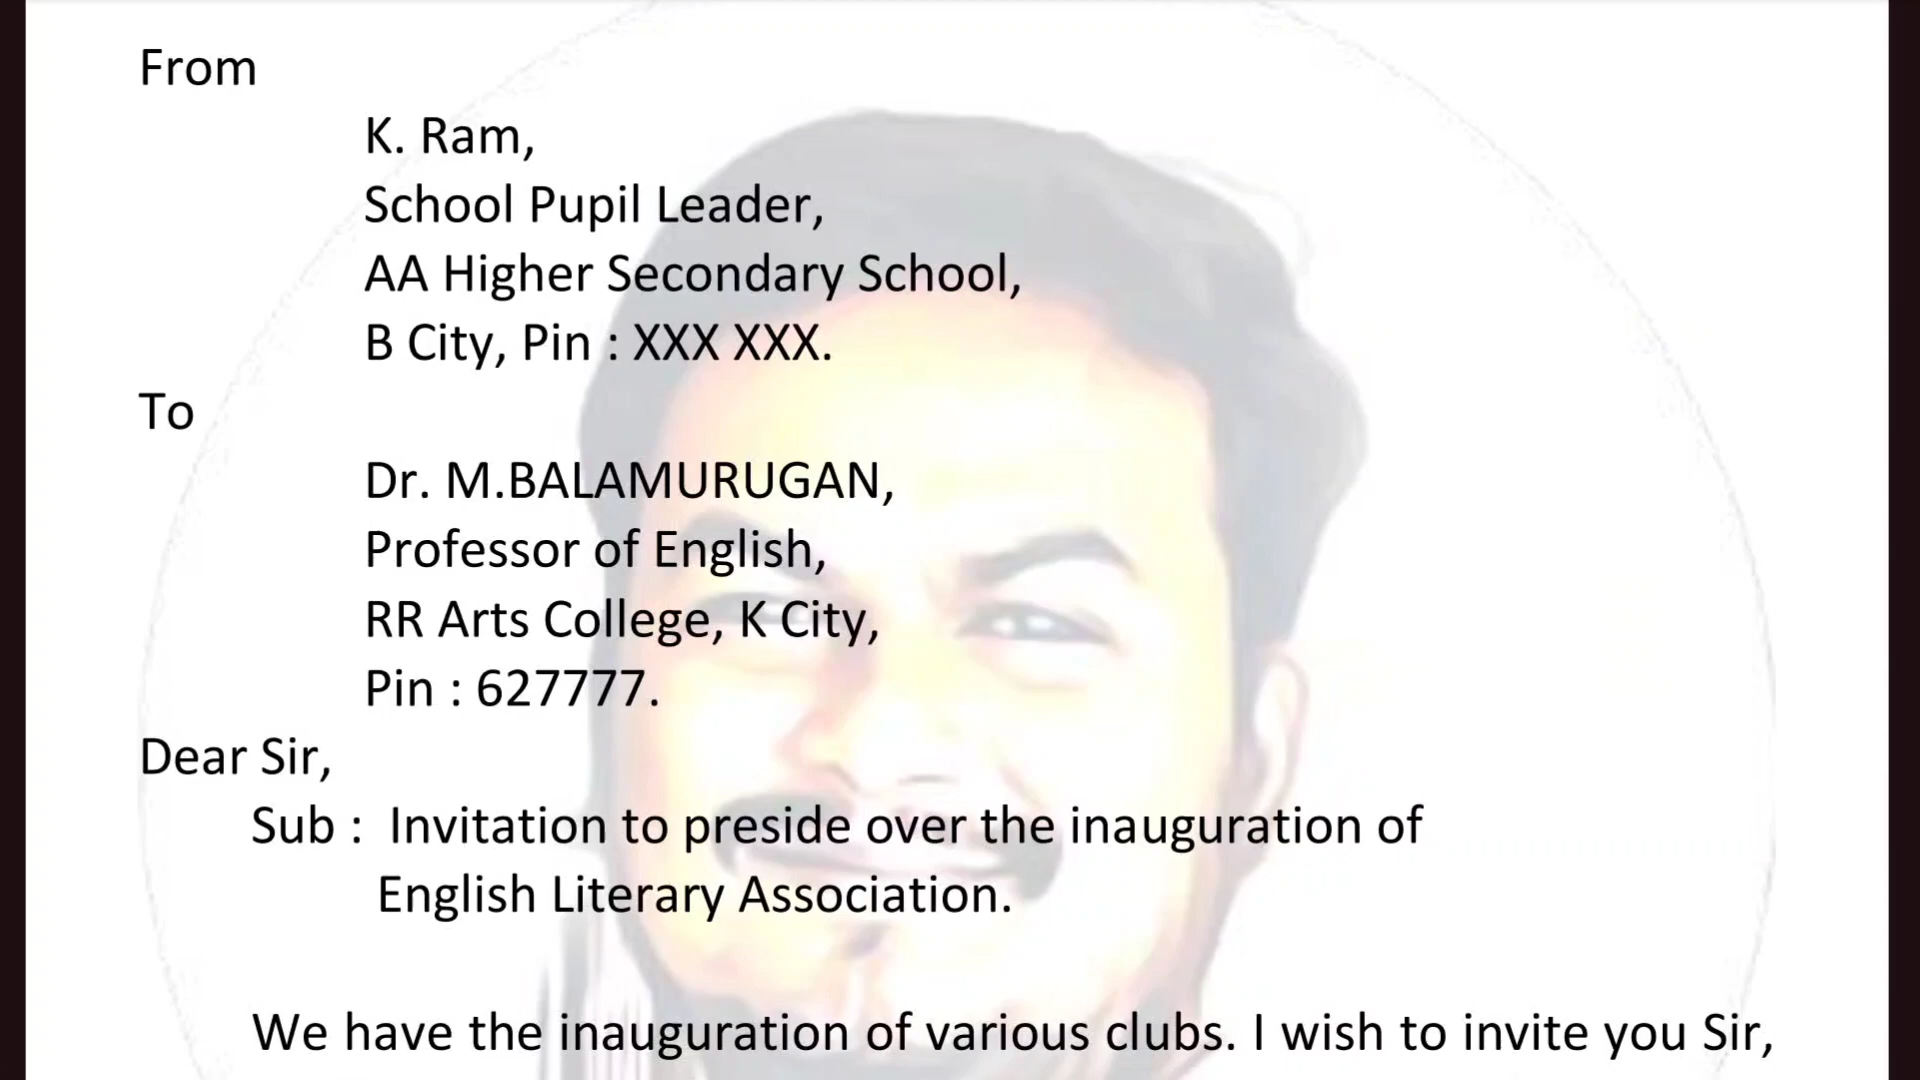 From
K. Ram,
School Pupil Leader,
AA Higher Secondary School,
B City, Pin : XXX XXX.
To
Dr. M.BALAMURUGAN,
Professor of English,
RR Arts College, K City,
Pin : 627777.
Dear Sir,
Sub : Invitation to preside over the inauguration of
English Literary Association.
We have the inauguration of various clubs. I wish to invite you Sir,